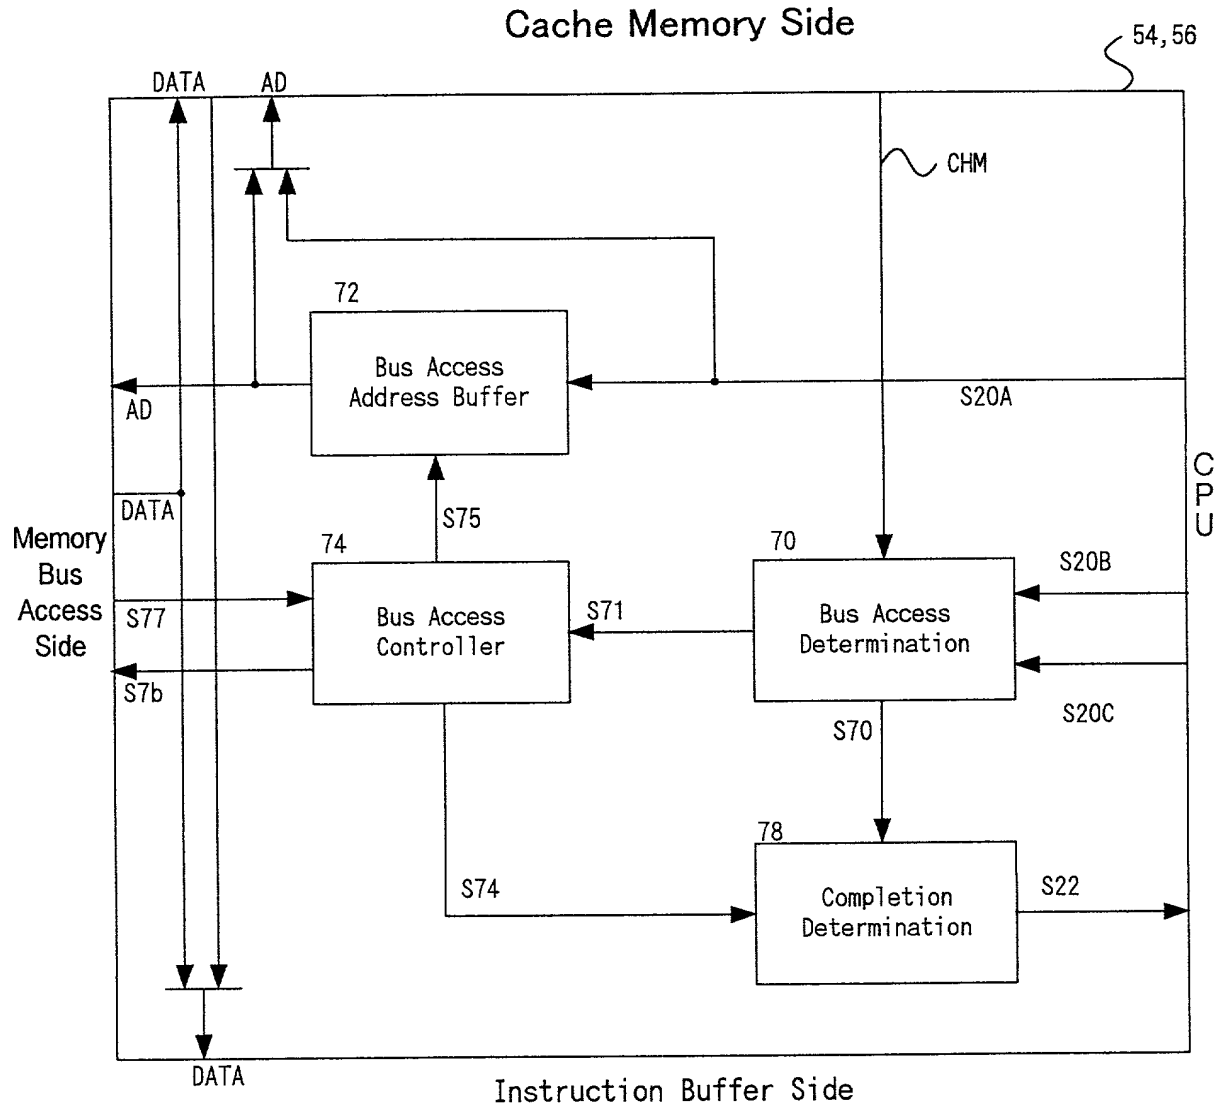 Cache Memory Side
54,56
DATA
AD
CHM
72
Bus Access
Address Buffer
AD
S20A
CPU
DATA
S75
Memory
Bus
Access
Side
74
70
S20B
S77
Bus Access
Controller
S71
Bus Access
Determination
S7b
S20C
S70
78
S74
Completion
Determination
S22
DATA
Instruction Buffer Side